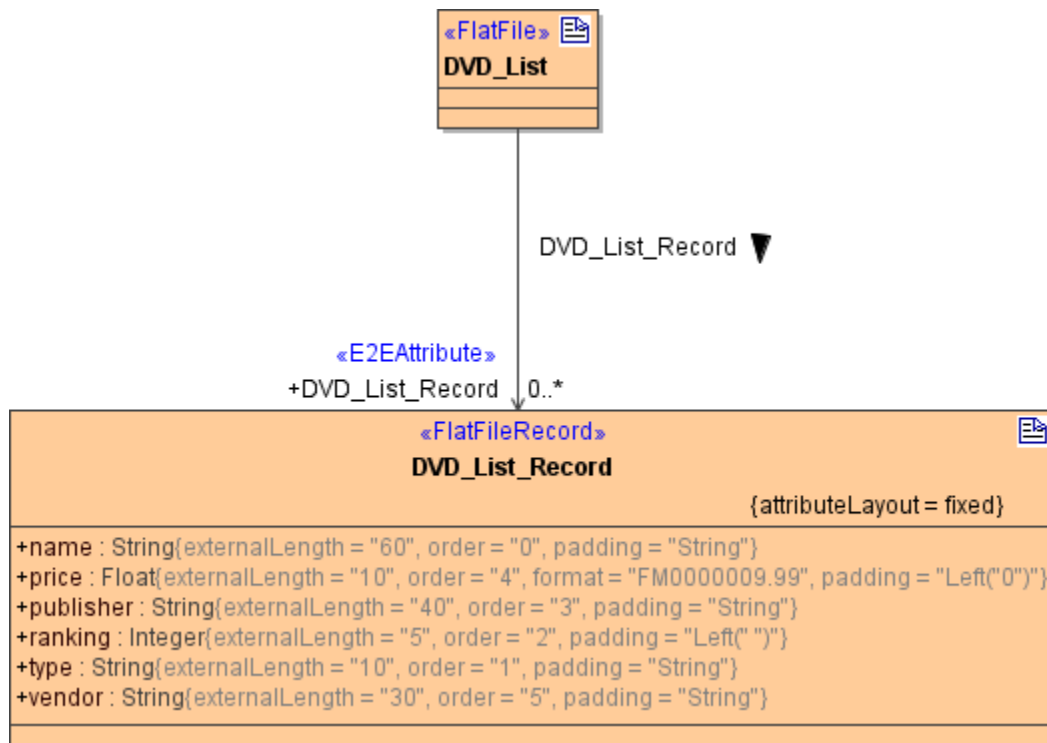 «FlatFile»
DVD_List
DVD_List_Record
«E2EAttribute»
+DVD_List_Record 0..*
«FlatFileRecord»
DVD_List_Record
{attributeLayout = fixed}
+name : String{externalLength = "60", order = "0", padding = "String"}
+price : Float{externalLength = "10", order = "4", format = "FM0000009.99", padding = "Left("0")"}
+publisher : String{externalLength = "40", order = "3", padding = "String"}
+ranking : Integer{externalLength = "5", order = "2", padding = "Left(" ")"}
+type : String{externalLength = "10", order = "1", padding = "String"}
+vendor : String{externalLength = "30", order = "5", padding = "String"}